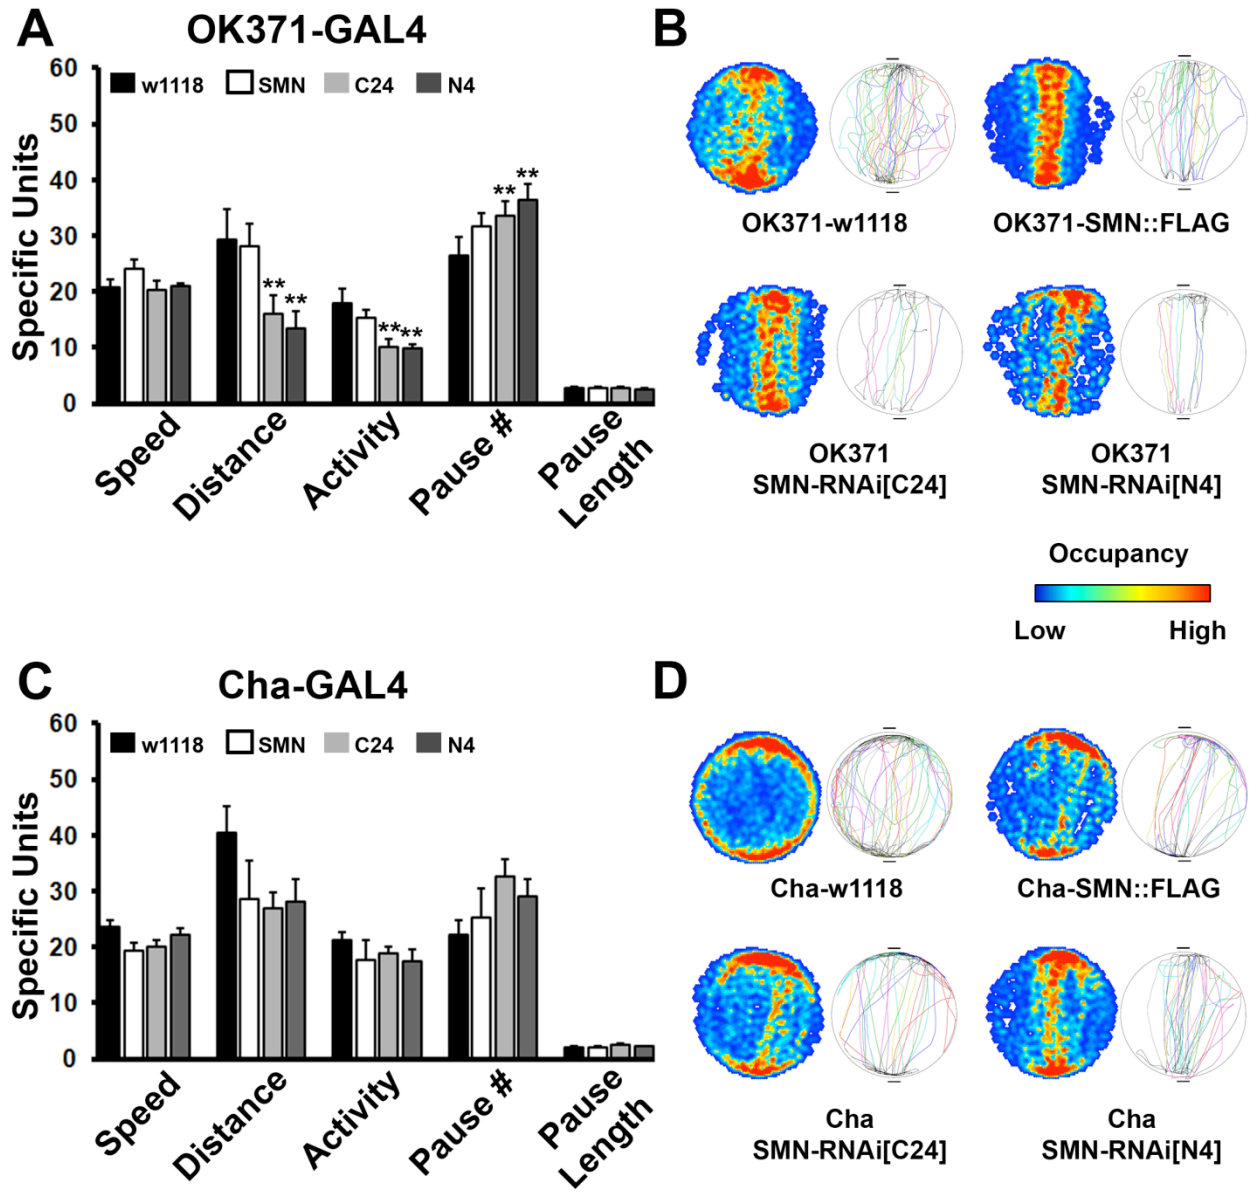 A
OK371-GAL4
60
50
40
30
20
10
0
Specific Units
w1118
SMN
C24
N4
**
**
**
**
**
**
Speed
Distance
Activity
Pause #
Pause
Length
B
OK371-w1118
OK371-SMN::FLAG
OK371
SMN-RNAi[C24]
OK371
SMN-RNAi[N4]
Occupancy
Low
High
C
Cha-GAL4
60
50
40
30
20
10
0
Specific Units
w1118
SMN
C24
N4
Speed
Distance
Activity
Pause #
Pause
Length
D
Cha-w1118
Cha-SMN::FLAG
Cha
SMN-RNAi[C24]
Cha
SMN-RNAi[N4]